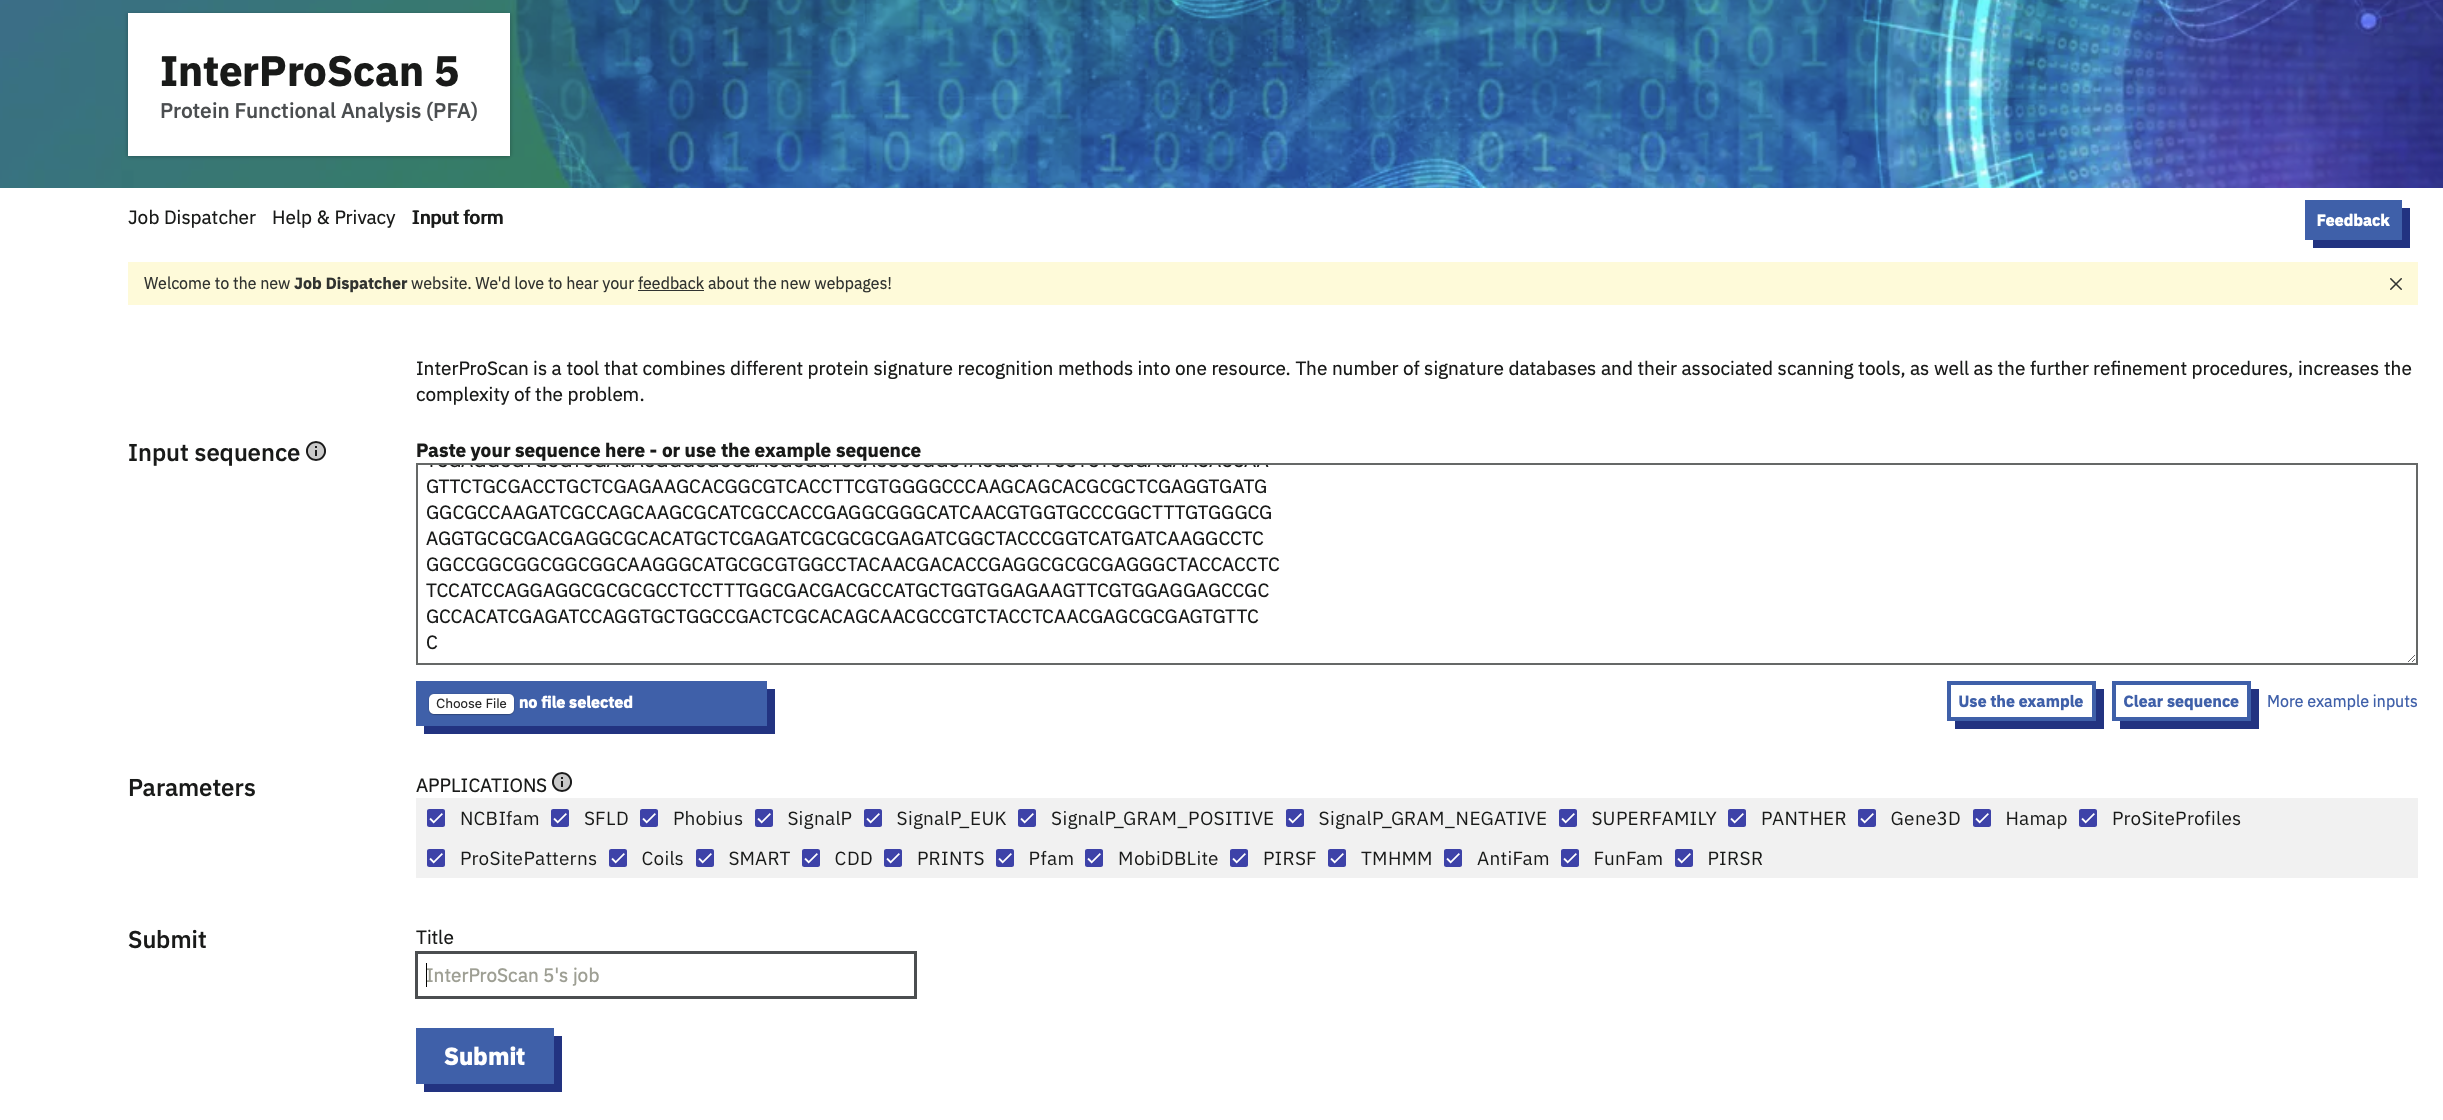 InterProScan 5
Protein Functional Analysis (PFA)
Job Dispatcher Help & Privacy Input form
Feedback
Welcome to the new Job Dispatcher website. We'd love to hear your feedback about the new webpages!
InterProScan is a tool that combines different protein signature recognition methods into one resource. The number of signature databases and their associated scanning tools, as well as the further refinement procedures, increases the
complexity of the problem.
Input sequence
Paste your sequence here - or use the example sequence
GTTCTGCGACCTGCTCGAGAAGCACGGCGTCACCTTCGTGGGGCCCAAGCAGCACGCGCTCGAGGTGATG
GGCGCCAAGATCGCCAGCAAGCGCATCGCCACCGAGGCGGGCATCAACGTGGTGCCCGGCTTTGTGGGCG
AGGTGCGCGACGAGGCGCACATGCTCGAGATCGCGCGCGAGATCGGCTACCCGGTCATGATCAAGGCCTC
GGCCGGCGGCGGCGGCAAGGGCATGCGCGTGGCCTACAACGACACCGAGGCGCGCGAGGGCTACCACCTC
TCCATCCAGGAGGCGCGCGCCTCCTTTGGCGACGACGCCATGCTGGTGGAGAAGTTCGTGGAGGAGCCGC
GCCACATCGAGATCCAGGTGCTGGCCGACTCGCACAGCAACGCCGTCTACCTCAACGAGCGCGAGTGTTC
C
Choose File no file selected
Use the example Clear sequence More example inputs
Parameters
APPLICATIONS
NCBIfam SFLD Phobius SignalP SignalP_EUK SignalP_GRAM_POSITIVE SignalP_GRAM_NEGATIVE SUPERFAMILY PANTHER Gene3D Hamap ProSiteProfiles
ProSitePatterns Coils SMART CDD PRINTS Pfam MobiDBLite PIRSF TMHMM AntiFam FunFam PIRSR
Submit
Title
InterProScan 5's job
Submit